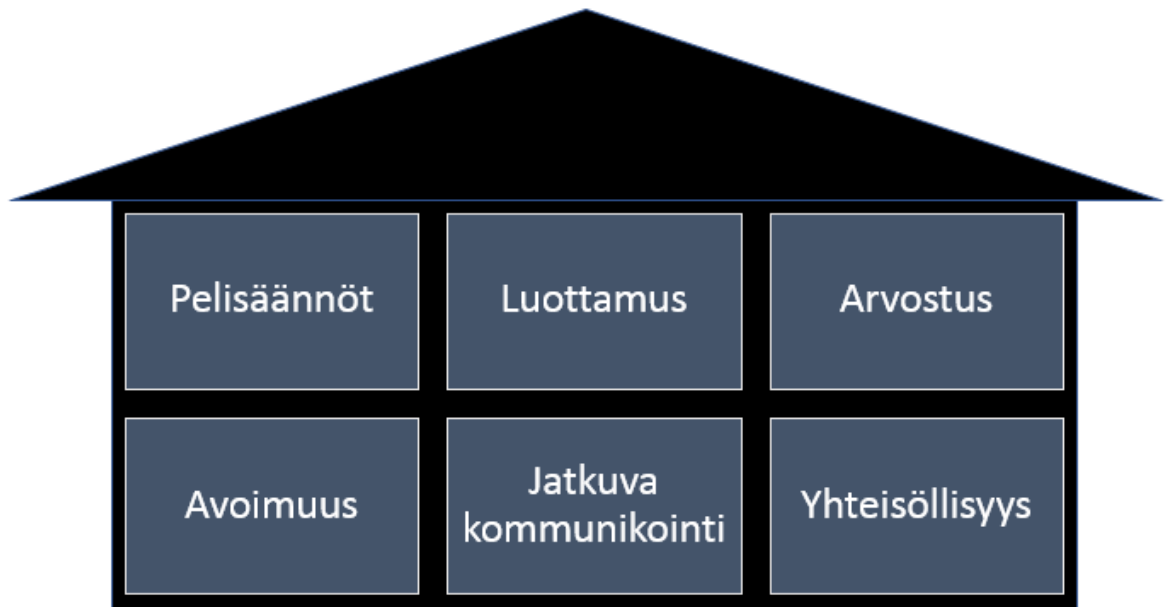 Pelisäännöt
Luottamus
Arvostus
Avoimuus
Jatkuva
kommunikointi
Yhteisöllisyys